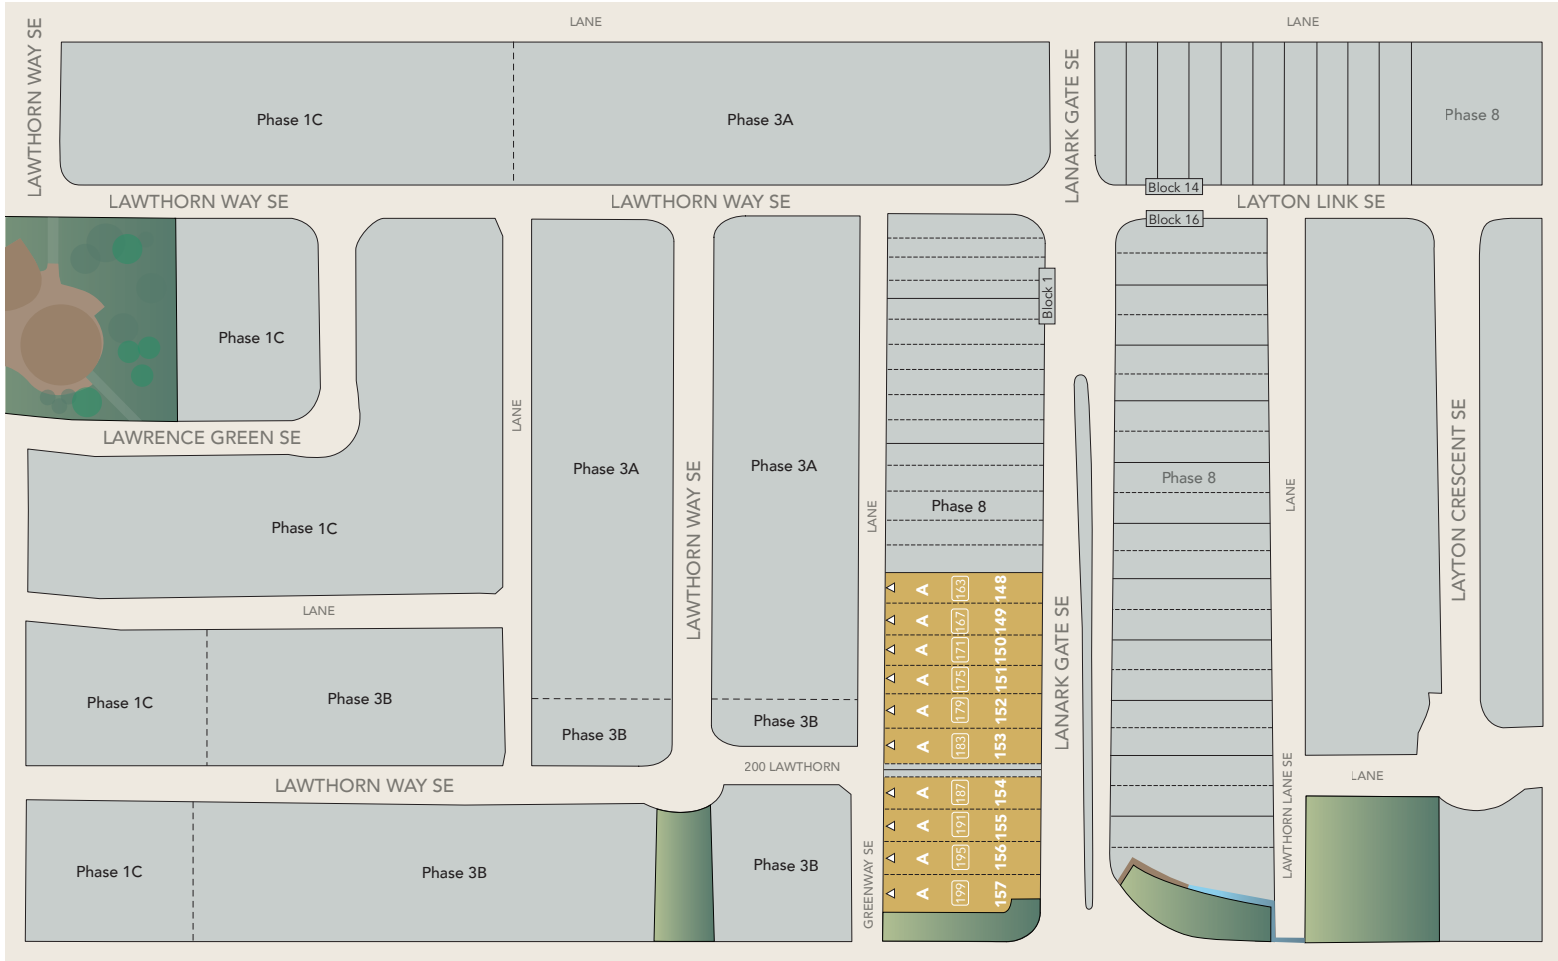 LANE
LANE
LAWTHORN WAY SE
LANARK GATE SE
Phase 1C
Phase 3A
Phase 8
Block 14
LAWTHORN WAY SE
LAWTHORN WAY SE
LAYTON LINK SE
Block 16
Block 1
Phase 1C
LANE
LAWRENCE GREEN SE
Phase 3A
Phase 3A
LAWTHORN WAY SE
LANE
Phase 8
Phase 8
LANE
LAYTON CRESCENT SE
Phase 1C
LANE
A 163 148
A 167 149
A 171 150
A 175 151
A 179 152
A 183 153
LANARK GATE SE
Phase 1C
Phase 3B
Phase 3B
Phase 3B
200 LAWTHORN
LANE
LAWTHORN WAY SE
A 187 154
A 191 155
A 195 156
A 199 157
LAWTHORN LANE SE
GREENWAY SE
Phase 1C
Phase 3B
Phase 3B